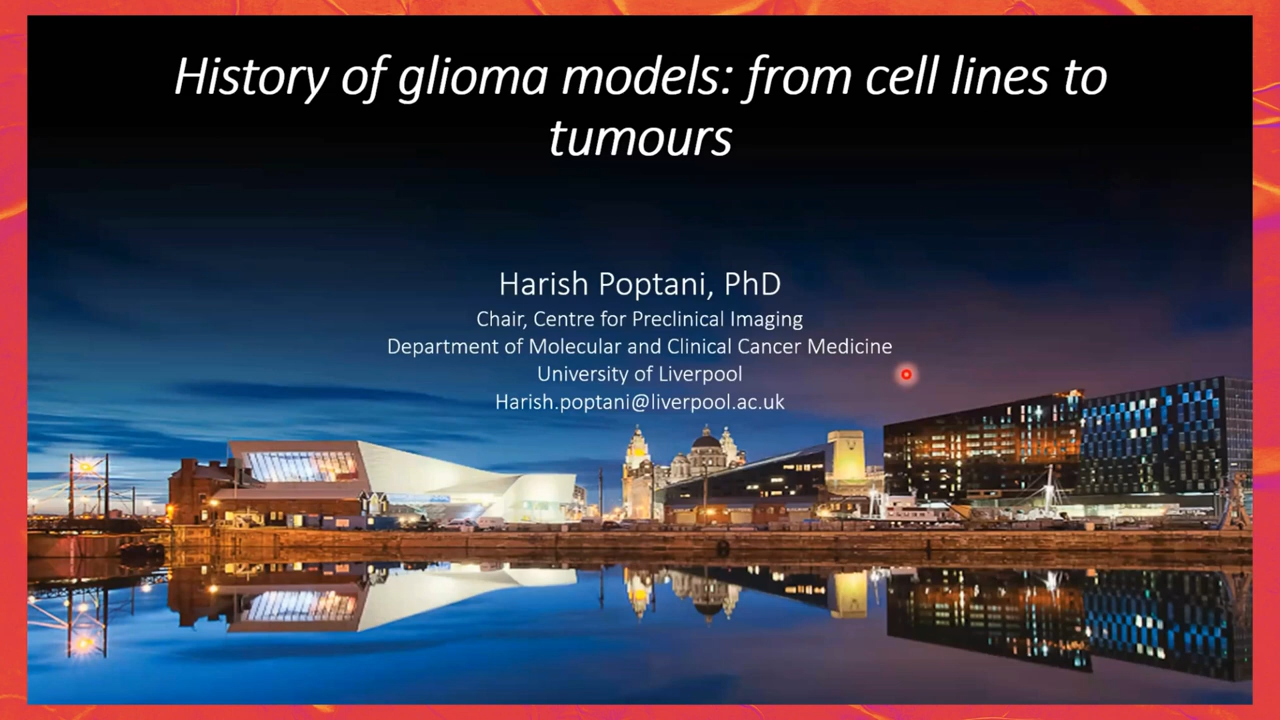 History of glioma models: from cell lines to
tumours
Harish Poptani, PhD
Chair, Centre for Preclinical Imaging
Department of Molecular and Clinical Cancer Medicine
University of Liverpool
Harish.poptani@liverpool.ac.uk